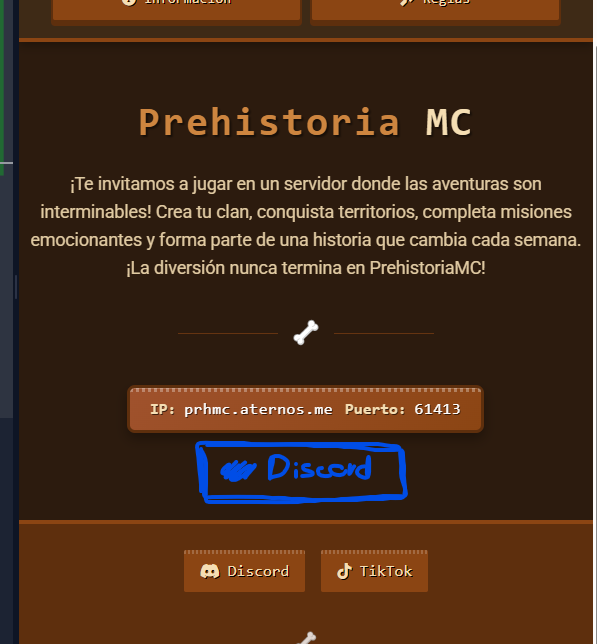 Información
Reglas
Prehistoria MC
¡Te invitamos a jugar en un servidor donde las aventuras son
interminables! Crea tu clan, conquista territorios, completa misiones
emocionantes y forma parte de una historia que cambia cada semana.
¡La diversión nunca termina en PrehistoriaMC!
IP: prhmc.aternos.me Puerto: 61413
Discord
Discord
TikTok